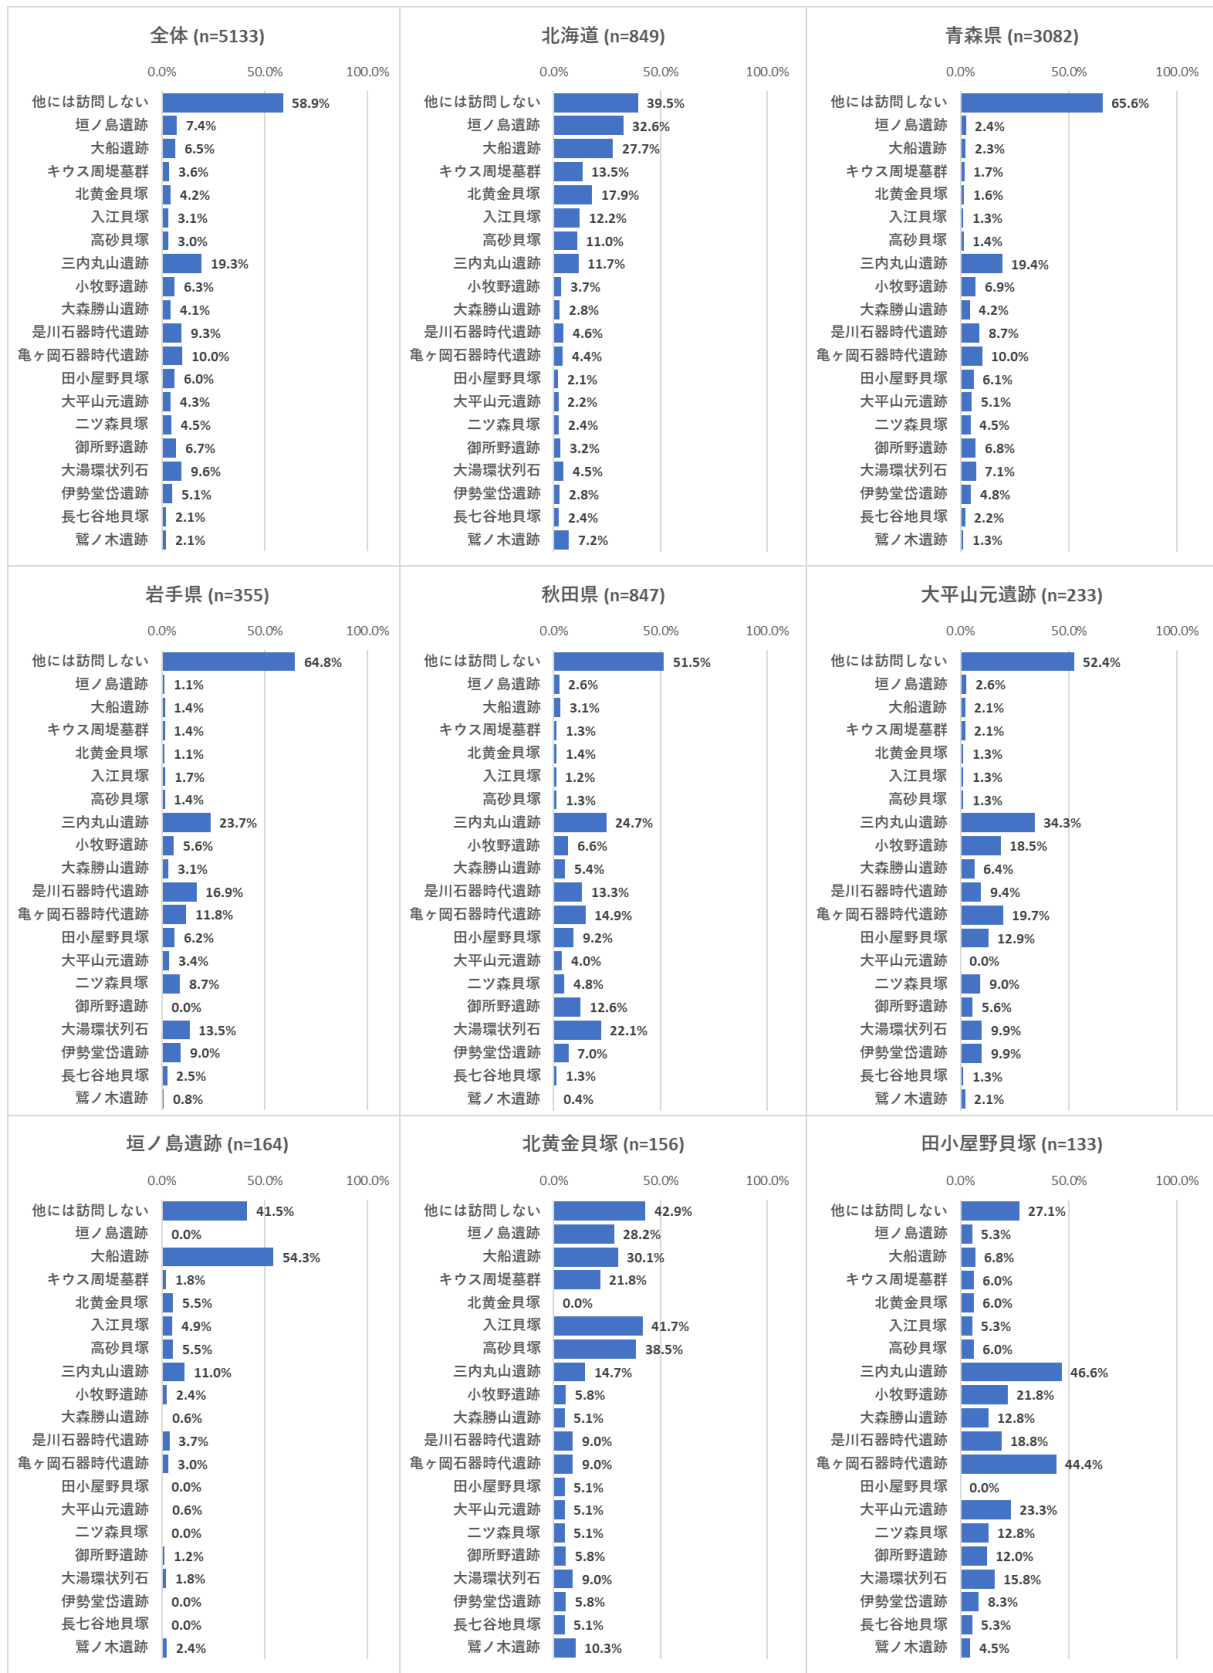 全体 (n=5133)
0.0% 50.0% 100.0%
他には訪問しない 58.9%
垣ノ島遺跡 7.4%
大船遺跡 6.5%
キウス周堤墓群 3.6%
北黄金貝塚 4.2%
入江貝塚 3.1%
高砂貝塚 3.0%
三内丸山遺跡 19.3%
小牧野遺跡 6.3%
大森勝山遺跡 4.1%
是川石器時代遺跡 9.3%
亀ヶ岡石器時代遺跡 10.0%
田小屋野貝塚 6.0%
大平山元遺跡 4.3%
二ツ森貝塚 4.5%
御所野遺跡 6.7%
大湯環状列石 9.6%
伊勢堂岱遺跡 5.1%
長七谷地貝塚 2.1%
鷲ノ木遺跡 2.1%
北海道 (n=849)
0.0% 50.0% 100.0%
他には訪問しない 39.5%
垣ノ島遺跡 32.6%
大船遺跡 27.7%
キウス周堤墓群 13.5%
北黄金貝塚 17.9%
入江貝塚 12.2%
高砂貝塚 11.0%
三内丸山遺跡 11.7%
小牧野遺跡 3.7%
大森勝山遺跡 2.8%
是川石器時代遺跡 4.6%
亀ヶ岡石器時代遺跡 4.4%
田小屋野貝塚 2.1%
大平山元遺跡 2.2%
二ツ森貝塚 2.4%
御所野遺跡 3.2%
大湯環状列石 4.5%
伊勢堂岱遺跡 2.8%
長七谷地貝塚 2.4%
鷲ノ木遺跡 7.2%
青森県 (n=3082)
0.0% 50.0% 100.0%
他には訪問しない 65.6%
垣ノ島遺跡 2.4%
大船遺跡 2.3%
キウス周堤墓群 1.7%
北黄金貝塚 1.6%
入江貝塚 1.3%
高砂貝塚 1.4%
三内丸山遺跡 19.4%
小牧野遺跡 6.9%
大森勝山遺跡 4.2%
是川石器時代遺跡 8.7%
亀ヶ岡石器時代遺跡 10.0%
田小屋野貝塚 6.1%
大平山元遺跡 5.1%
二ツ森貝塚 4.5%
御所野遺跡 6.8%
大湯環状列石 7.1%
伊勢堂岱遺跡 4.8%
長七谷地貝塚 2.2%
鷲ノ木遺跡 1.3%
岩手県 (n=355)
0.0% 50.0% 100.0%
他には訪問しない 64.8%
垣ノ島遺跡 1.1%
大船遺跡 1.4%
キウス周堤墓群 1.4%
北黄金貝塚 1.1%
入江貝塚 1.7%
高砂貝塚 1.4%
三内丸山遺跡 23.7%
小牧野遺跡 5.6%
大森勝山遺跡 3.1%
是川石器時代遺跡 16.9%
亀ヶ岡石器時代遺跡 11.8%
田小屋野貝塚 6.2%
大平山元遺跡 3.4%
二ツ森貝塚 8.7%
御所野遺跡 0.0%
大湯環状列石 13.5%
伊勢堂岱遺跡 9.0%
長七谷地貝塚 2.5%
鷲ノ木遺跡 0.8%
秋田県 (n=847)
0.0% 50.0% 100.0%
他には訪問しない 51.5%
垣ノ島遺跡 2.6%
大船遺跡 3.1%
キウス周堤墓群 1.3%
北黄金貝塚 1.4%
入江貝塚 1.2%
高砂貝塚 1.3%
三内丸山遺跡 24.7%
小牧野遺跡 6.6%
大森勝山遺跡 5.4%
是川石器時代遺跡 13.3%
亀ヶ岡石器時代遺跡 14.9%
田小屋野貝塚 9.2%
大平山元遺跡 4.0%
二ツ森貝塚 4.8%
御所野遺跡 12.6%
大湯環状列石 22.1%
伊勢堂岱遺跡 7.0%
長七谷地貝塚 1.3%
鷲ノ木遺跡 0.4%
大平山元遺跡 (n=233)
0.0% 50.0% 100.0%
他には訪問しない 52.4%
垣ノ島遺跡 2.6%
大船遺跡 2.1%
キウス周堤墓群 2.1%
北黄金貝塚 1.3%
入江貝塚 1.3%
高砂貝塚 1.3%
三内丸山遺跡 34.3%
小牧野遺跡 18.5%
大森勝山遺跡 6.4%
是川石器時代遺跡 9.4%
亀ヶ岡石器時代遺跡 19.7%
田小屋野貝塚 12.9%
大平山元遺跡 0.0%
二ツ森貝塚 9.0%
御所野遺跡 5.6%
大湯環状列石 9.9%
伊勢堂岱遺跡 9.9%
長七谷地貝塚 1.3%
鷲ノ木遺跡 2.1%
垣ノ島遺跡 (n=164)
0.0% 50.0% 100.0%
他には訪問しない 41.5%
垣ノ島遺跡 0.0%
大船遺跡 54.3%
キウス周堤墓群 1.8%
北黄金貝塚 5.5%
入江貝塚 4.9%
高砂貝塚 5.5%
三内丸山遺跡 11.0%
小牧野遺跡 2.4%
大森勝山遺跡 0.6%
是川石器時代遺跡 3.7%
亀ヶ岡石器時代遺跡 3.0%
田小屋野貝塚 0.0%
大平山元遺跡 0.6%
二ツ森貝塚 0.0%
御所野遺跡 1.2%
大湯環状列石 1.8%
伊勢堂岱遺跡 0.0%
長七谷地貝塚 0.0%
鷲ノ木遺跡 2.4%
北黄金貝塚 (n=156)
0.0% 50.0% 100.0%
他には訪問しない 42.9%
垣ノ島遺跡 28.2%
大船遺跡 30.1%
キウス周堤墓群 21.8%
北黄金貝塚 0.0%
入江貝塚 41.7%
高砂貝塚 38.5%
三内丸山遺跡 14.7%
小牧野遺跡 5.8%
大森勝山遺跡 5.1%
是川石器時代遺跡 9.0%
亀ヶ岡石器時代遺跡 9.0%
田小屋野貝塚 5.1%
大平山元遺跡 5.1%
二ツ森貝塚 5.1%
御所野遺跡 5.8%
大湯環状列石 9.0%
伊勢堂岱遺跡 5.8%
長七谷地貝塚 5.1%
鷲ノ木遺跡 10.3%
田小屋野貝塚 (n=133)
0.0% 50.0% 100.0%
他には訪問しない 27.1%
垣ノ島遺跡 5.3%
大船遺跡 6.8%
キウス周堤墓群 6.0%
北黄金貝塚 6.0%
入江貝塚 5.3%
高砂貝塚 6.0%
三内丸山遺跡 46.6%
小牧野遺跡 21.8%
大森勝山遺跡 12.8%
是川石器時代遺跡 18.8%
亀ヶ岡石器時代遺跡 44.4%
田小屋野貝塚 0.0%
大平山元遺跡 23.3%
二ツ森貝塚 12.8%
御所野遺跡 12.0%
大湯環状列石 15.8%
伊勢堂岱遺跡 8.3%
長七谷地貝塚 5.3%
鷲ノ木遺跡 4.5%